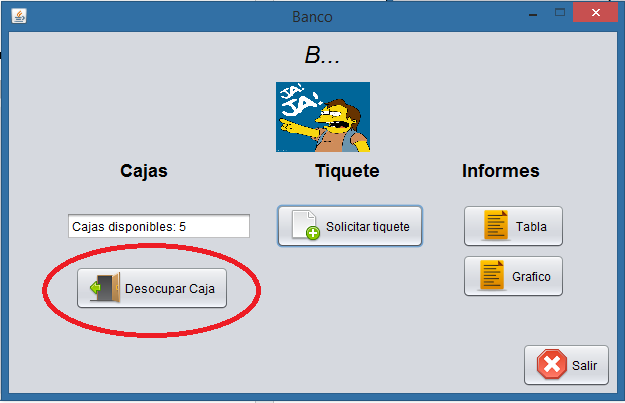 Banco
B...
JA!
JA!
Cajas
Tiquete
Informes
Cajas disponibles: 5
Solicitar tiquete
Tabla
Desocupar Caja
Grafico
Salir